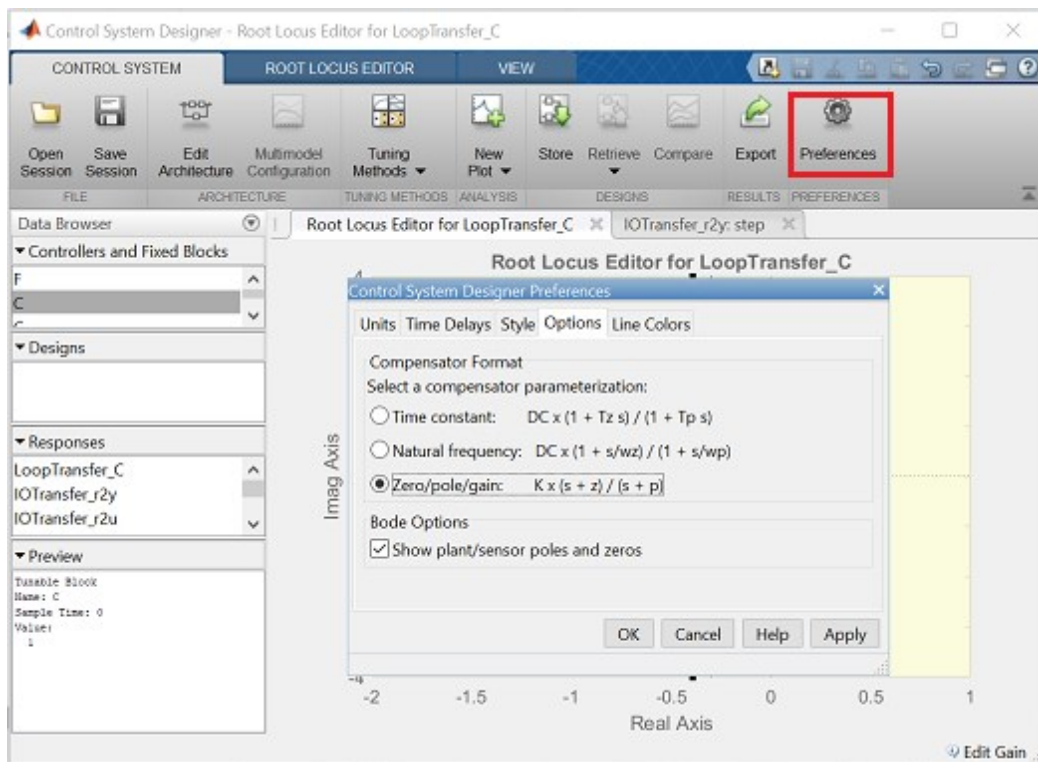 Control System Designer - Root Locus Editor for LoopTransfer_C
CONTROL SYSTEM ROOT LOCUS EDITOR VIEW
Open Session
Save Session
Edit Architecture
Multimodel Configuration
Tuning Methods
New Plot
Store
Retrieve
Compare
Export
Preferences
FILE ARCHITECTURE TUNING METHODS ANALYSIS DESIGNS RESULTS PREFERENCES
Data Browser
Controllers and Fixed Blocks
F
C
Designs
Responses
LoopTransfer_C
IOTransfer_r2y
IOTransfer_r2u
Preview
Tunable Block
Name: C
Sample Time: 0
Value:
1
Root Locus Editor for LoopTransfer_C IOTransfer_r2y: step
Root Locus Editor for LoopTransfer_C
4
Control System Designer Preferences
Units Time Delays Style Options Line Colors
Compensator Format
Select a compensator parameterization:
Time constant: DC x (1 + Tz s) / (1 + Tp s)
Natural frequency: DC x (1 + s/wz) / (1 + s/wp)
Zero/pole/gain: K x (s + z) / (s + p)
Bode Options
Show plant/sensor poles and zeros
OK Cancel Help Apply
Imag Axis
-4
-2 -1.5 -1 -0.5 0 0.5 1
Real Axis
Edit Gain